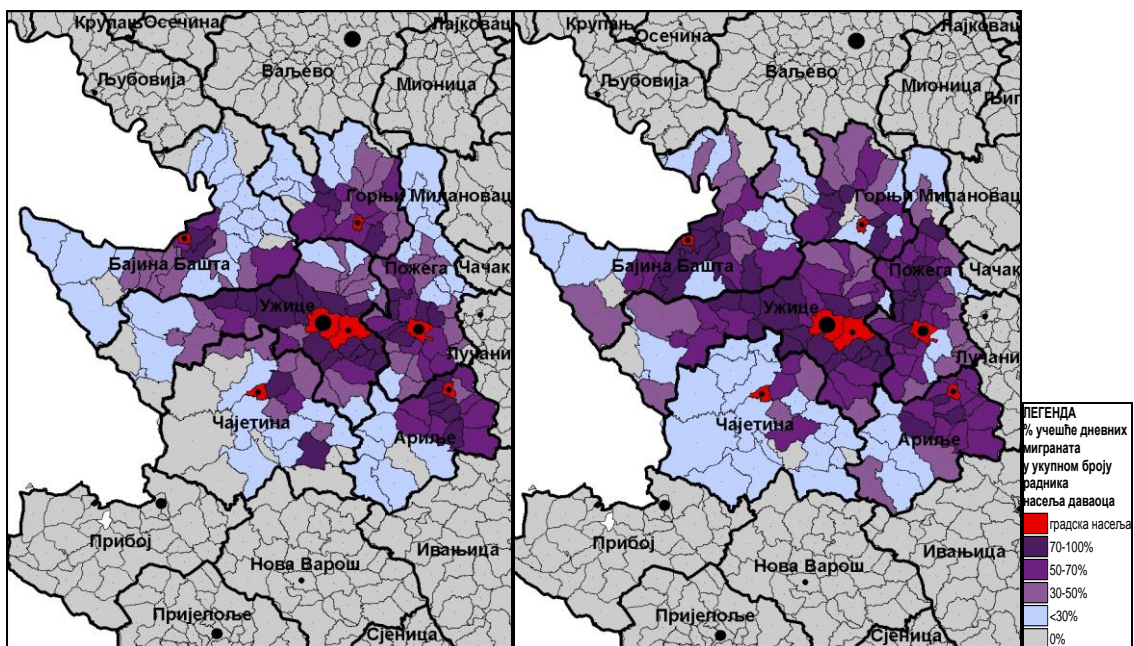 Крупањ
Осечина
Лајковац
Љубовија
Ваљево
Мионица
Горњи Милановац
Бајина Башта
Пожега
Чачак
Ужице
Лучани
Чајетина
Ариље
Прибој
Ивањица
Нова Варош
Пријепоље
Сјеница
Крупањ
Осечина
Лајковац
Љубовија
Ваљево
Мионица
Љиг
Горњи Милановац
Бајина Башта
Пожега
Чачак
Ужице
Лучани
Чајетина
Ариље
Прибој
Ивањица
Нова Варош
Пријепоље
Сјеница
ЛЕГЕНДА
% учешће дневних
миграната
у укупном броју
радника
насеља даваоца
градска насеља
70-100%
50-70%
30-50%
<30%
0%